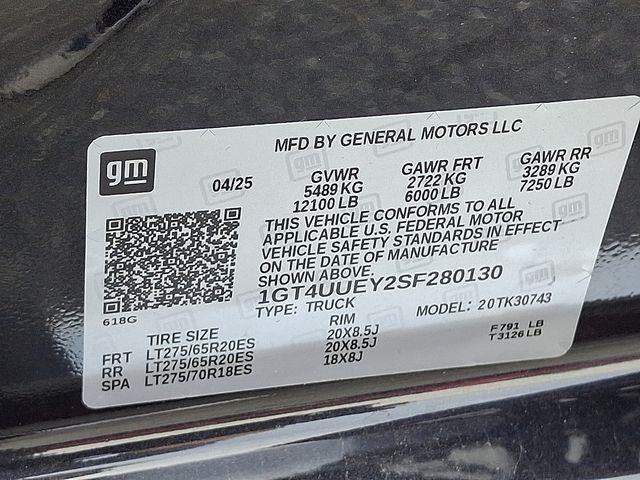 MFD BY GENERAL MOTORS LLC
gm
04/25
GVWR GAWR FRT GAWR RR
5489 KG 2722 KG 3289 KG
12100 LB 6000 LB 7250 LB
THIS VEHICLE CONFORMS TO ALL
APPLICABLE U.S. FEDERAL MOTOR
VEHICLE SAFETY STANDARDS IN EFFECT
ON THE DATE OF MANUFACTURE
SHOWN ABOVE.
1GT4UUEY2SF280130
TYPE: TRUCK MODEL: 20TK30743
618G
TIRE SIZE RIM
FRT LT275/65R20ES 20X8.5J F791 LB
RR LT275/65R20ES 20X8.5J T3126LB
SPA LT275/70R18ES 18X8J